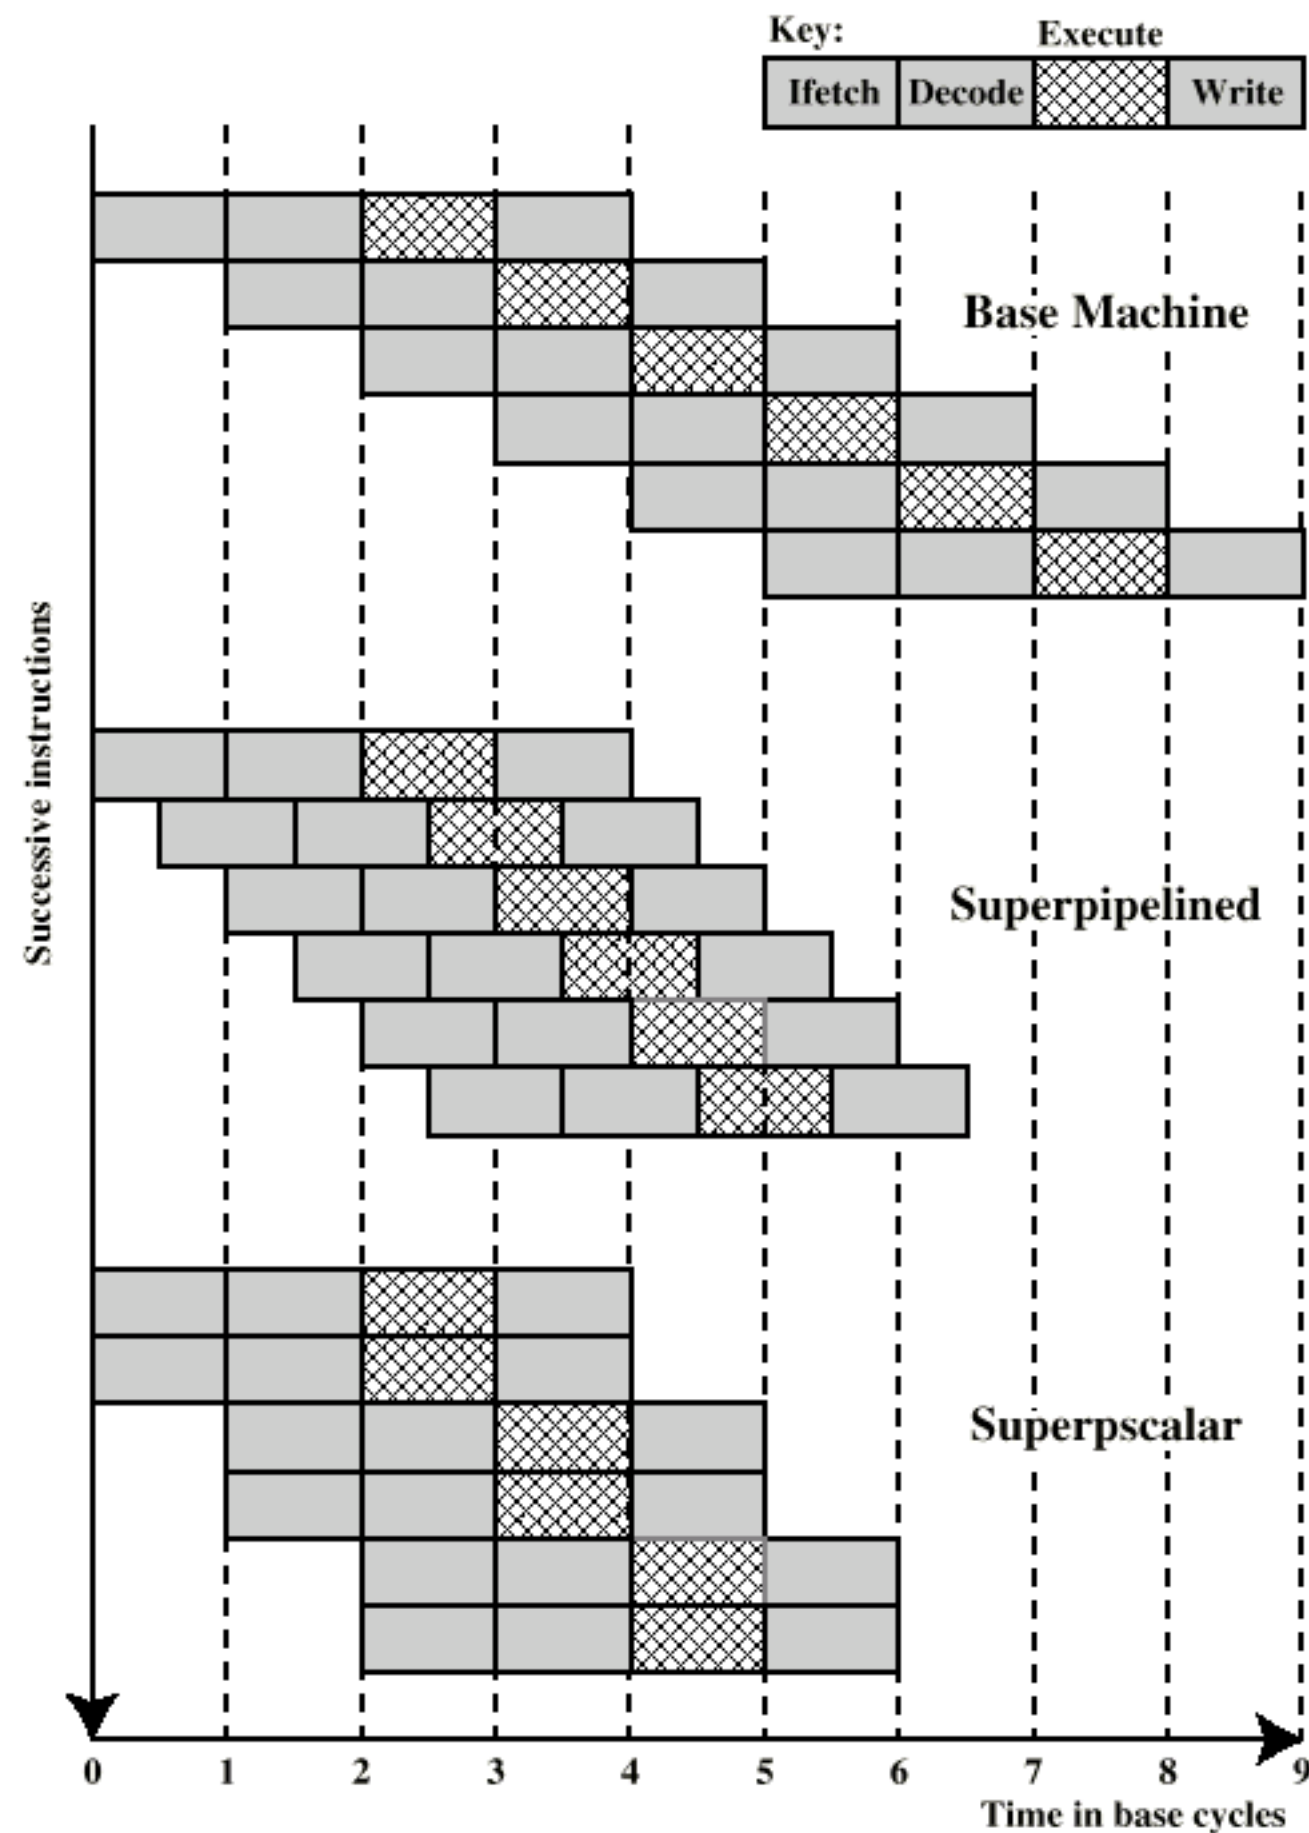 Key:
Execute
Ifetch Decode Write
Base Machine
Successive instructions
Superpipelined
Superpscalar
0 1 2 3 4 5 6 7 8 9
Time in base cycles